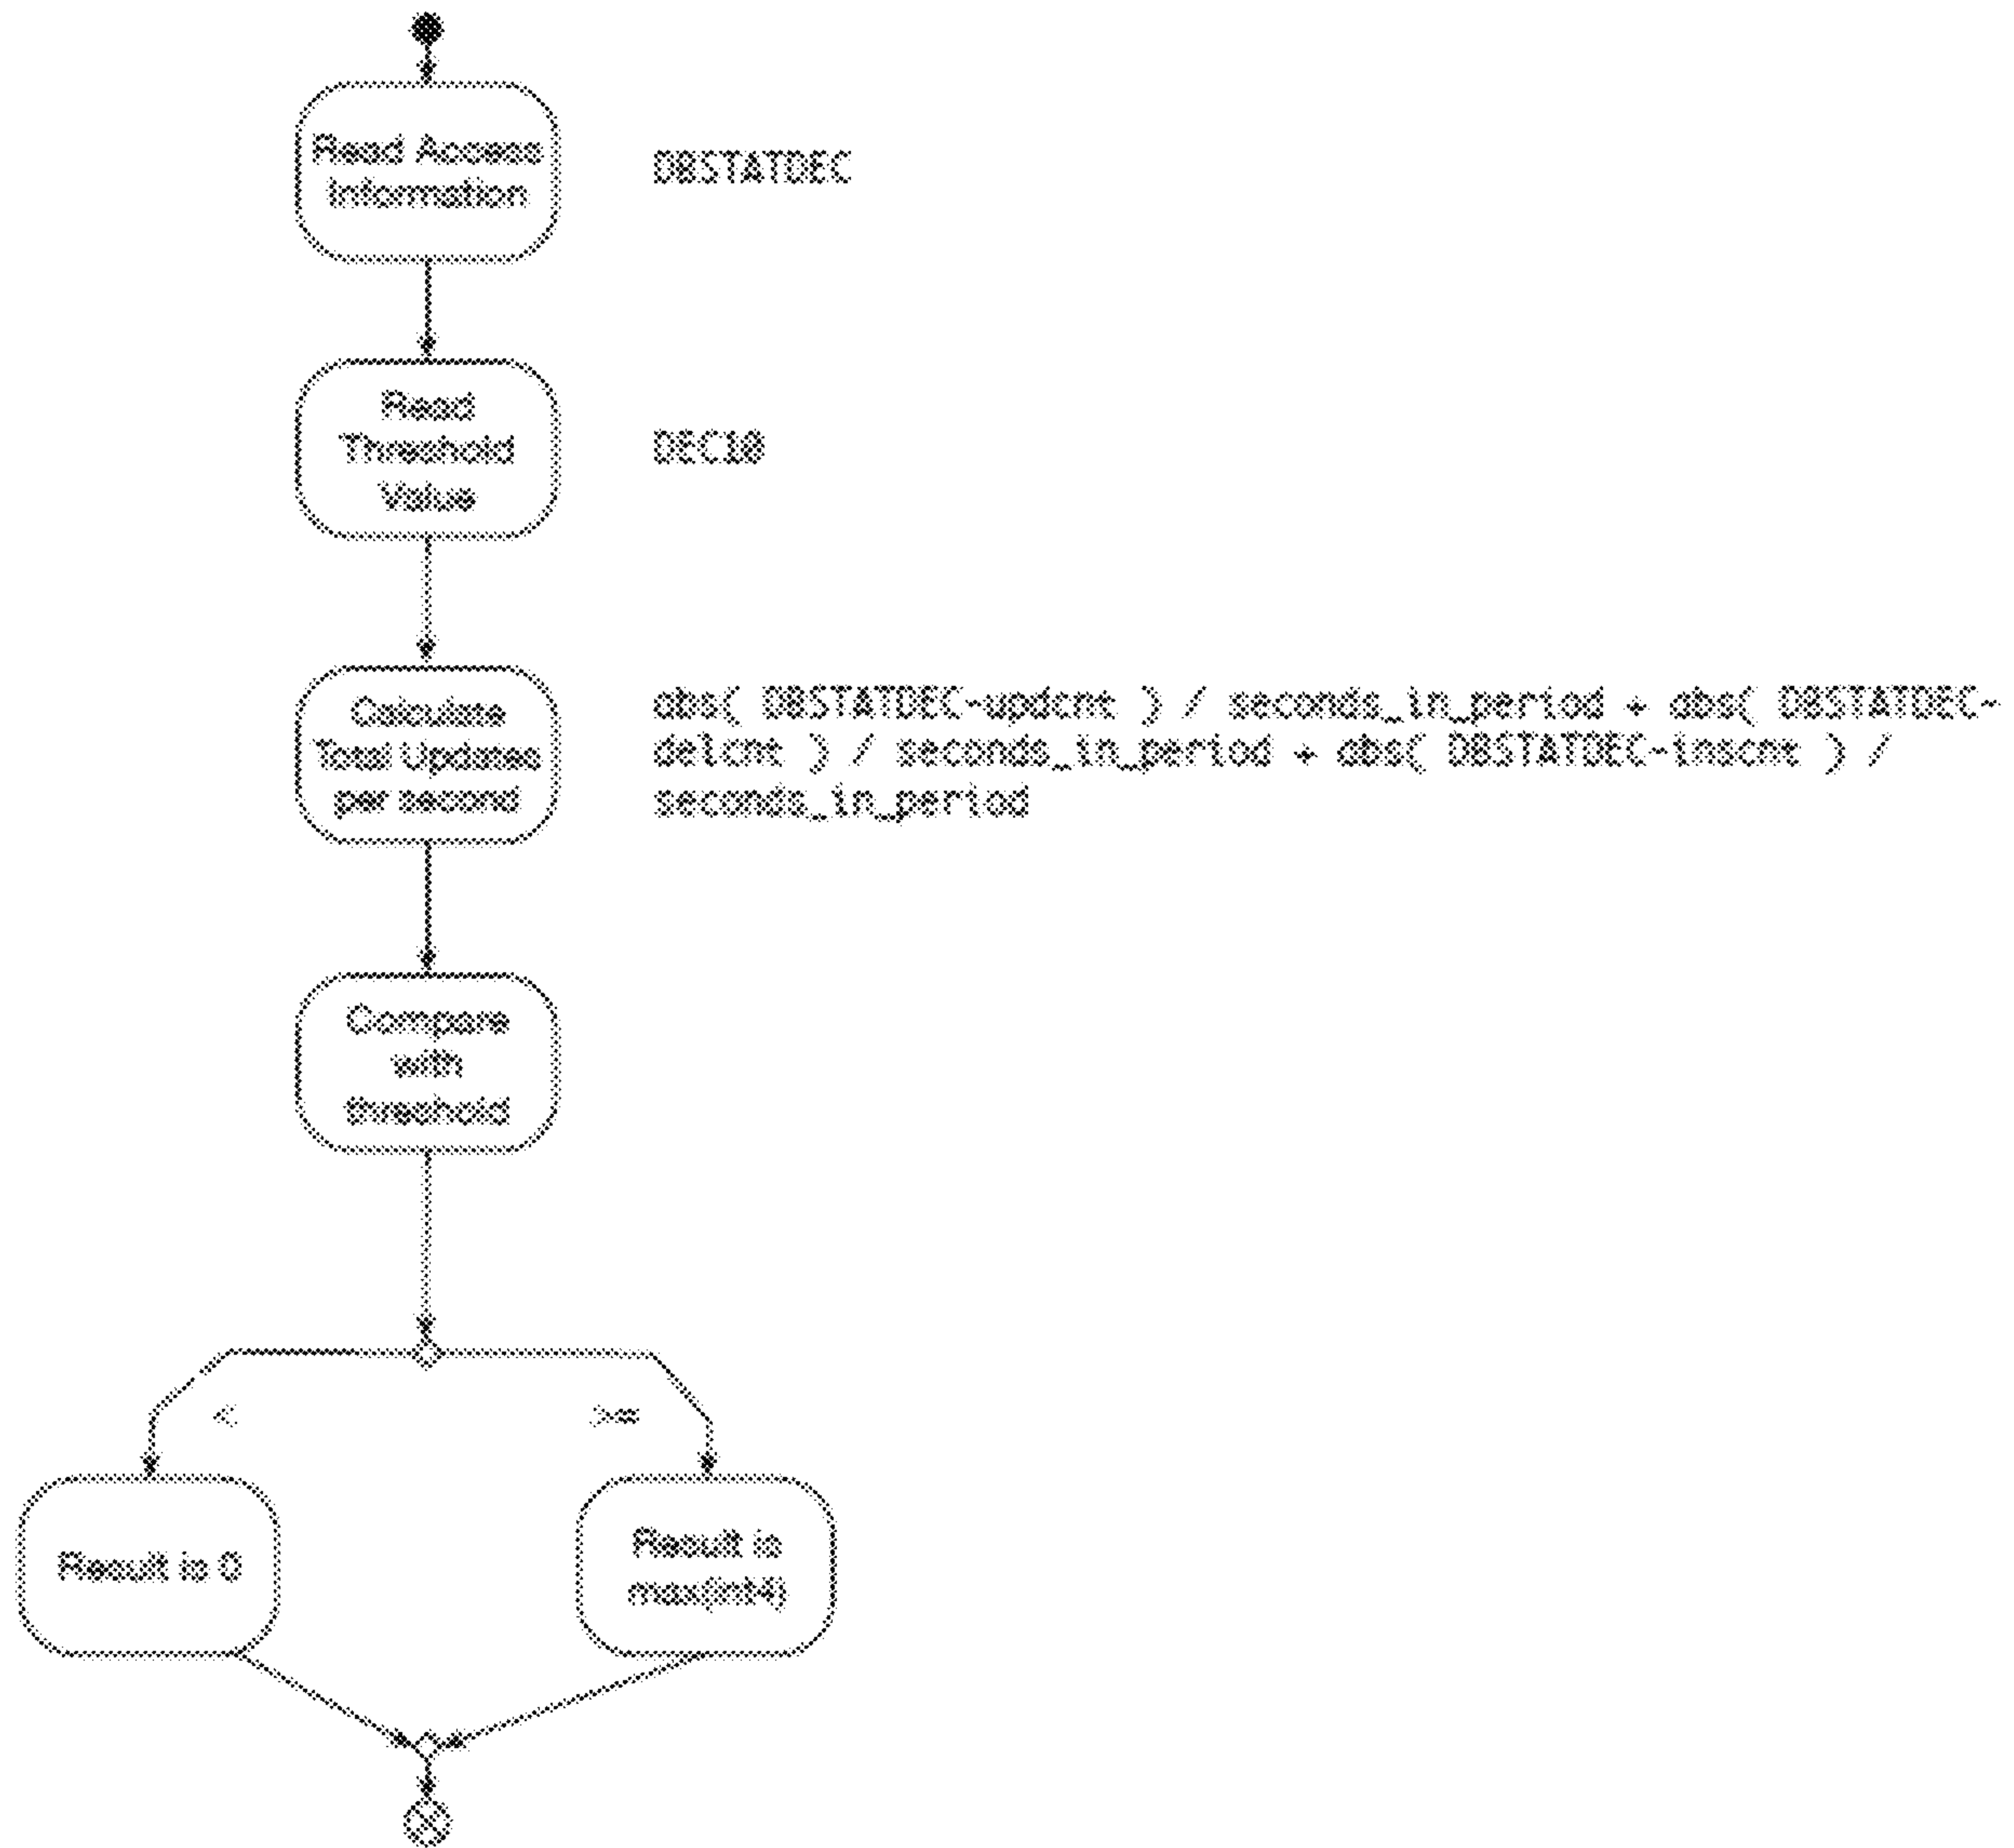 Read Access
Information
DBSTATDEC
Read
Threshold
Value
DEC10
Calculate
Total Updates
per second
abs( DBSTATDEC-updcnt ) / seconds_in_period + abs( DBSTATDEC-
delcnt ) / seconds_in_period + abs( DBSTATDEC-inscnt ) /
seconds_in_period
Compare
with
threshold
<
>=
Result is 0
Result is
max(int4)